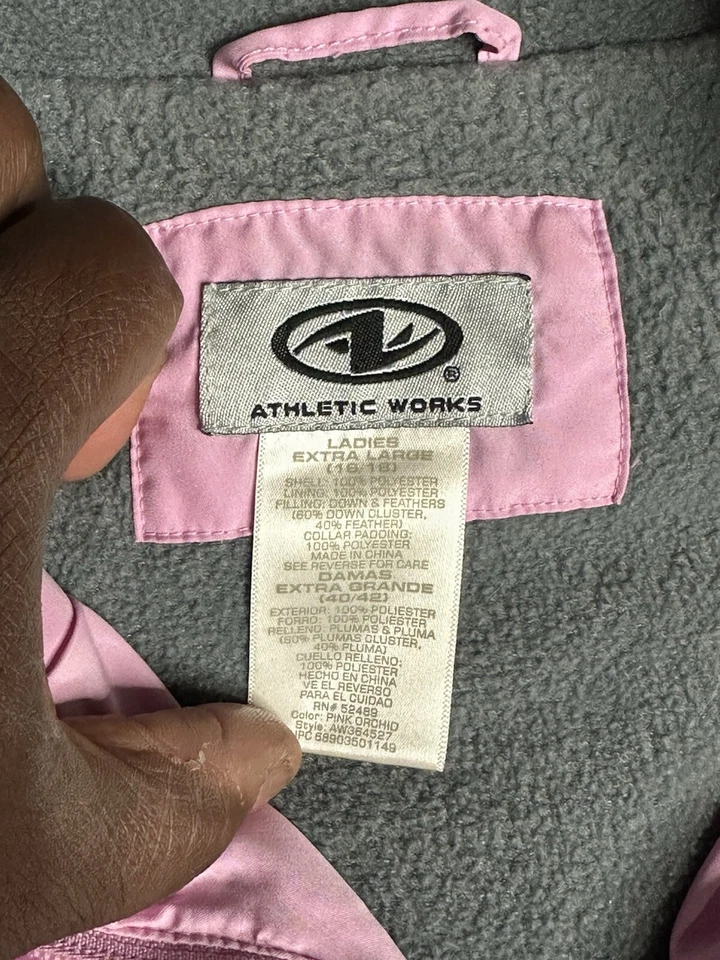 ®
ATHLETIC WORKS
LADIES
EXTRA LARGE
(16-18)
SHELL: 100% POLYESTER
LINING: 100% POLYESTER
FILLING: DOWN & FEATHERS
(60% DOWN CLUSTER,
40% FEATHER)
COLLAR PADDING:
100% POLYESTER
MADE IN CHINA
SEE REVERSE FOR CARE
DAMAS
EXTRA GRANDE
(40/42)
EXTERIOR: 100% POLIESTER
FORRO: 100% POLIESTER
RELLENO: PLUMAS & PLUMA
(60% PLUMAS CLUSTER,
40% PLUMA)
CUELLO RELLENO:
100% POLIESTER
HECHO EN CHINA
VE EL REVERSO
PARA EL CUIDAO
RN# 52469
Color: PINK ORCHID
Style: AW364527
UPC 68903501149